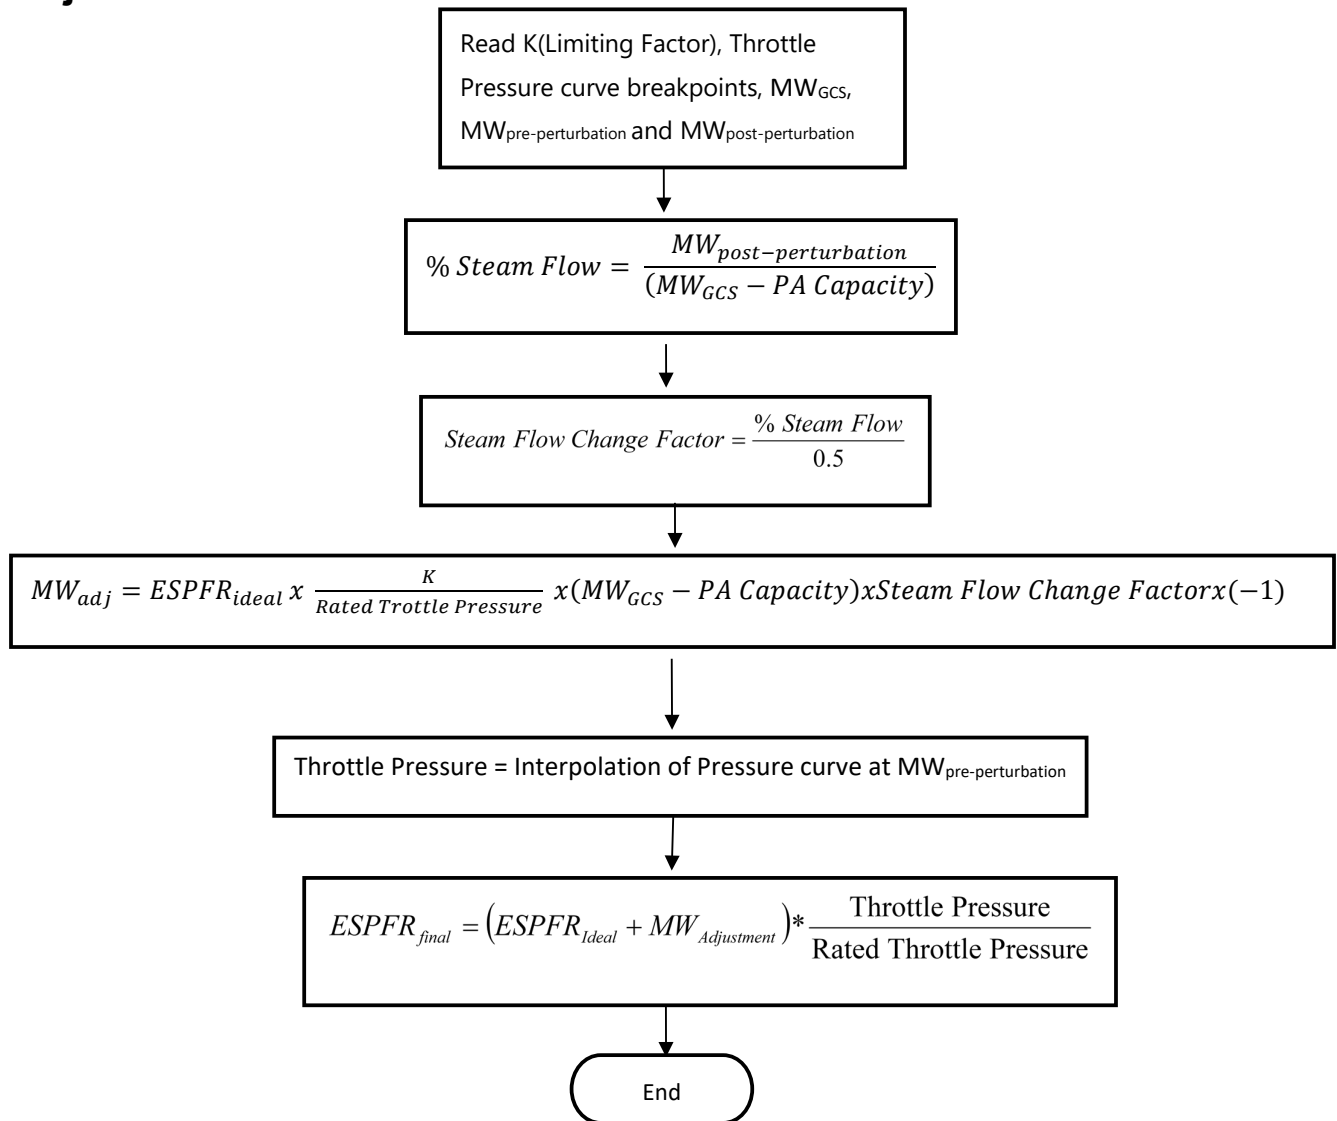 Read K(Limiting Factor), Throttle
Pressure curve breakpoints, MWGCS,
MWpre-perturbation and MWpost-perturbation
% Steam Flow = MWpost−perturbation / (MWGCS − PA Capacity)
Steam Flow Change Factor = % Steam Flow / 0.5
MWadj = ESPFRideal x K / Rated Trottle Pressure x(MWGCS − PA Capacity)xSteam Flow Change Factorx(−1)
Throttle Pressure = Interpolation of Pressure curve at MWpre-perturbation
ESPFRfinal = (ESPFRIdeal + MWAdjustment)* Throttle Pressure / Rated Throttle Pressure
End